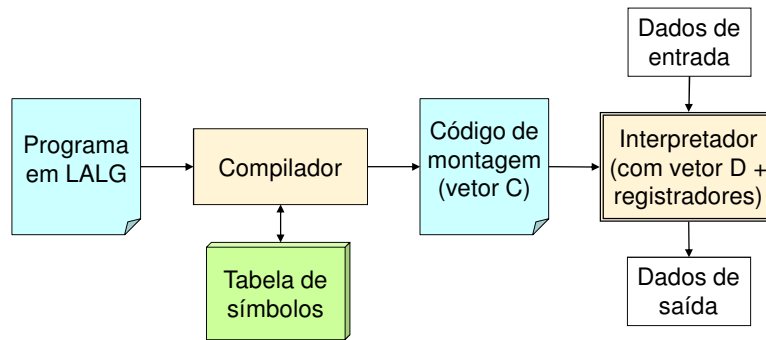 Dados de
entrada
Programa
em LALG
Compilador
Código de
montagem
(vetor C)
Interpretador
(com vetor D +
registradores)
Tabela de
símbolos
Dados de
saída